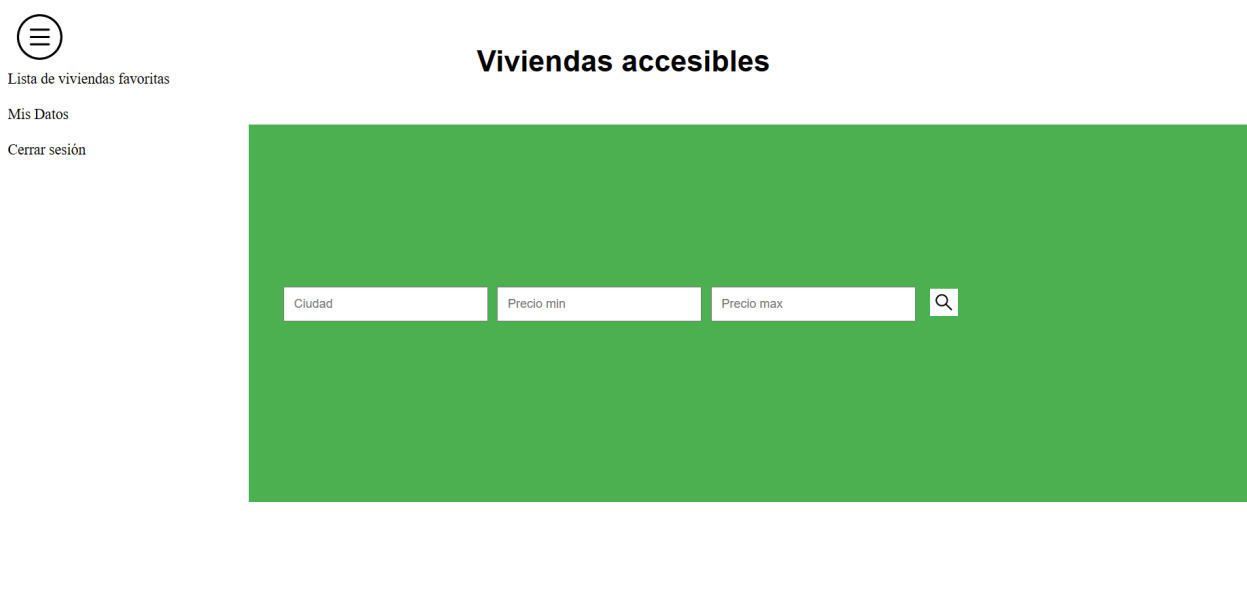 Viviendas accesibles
Lista de viviendas favoritas
Mis Datos
Cerrar sesión
Ciudad
Precio min
Precio max